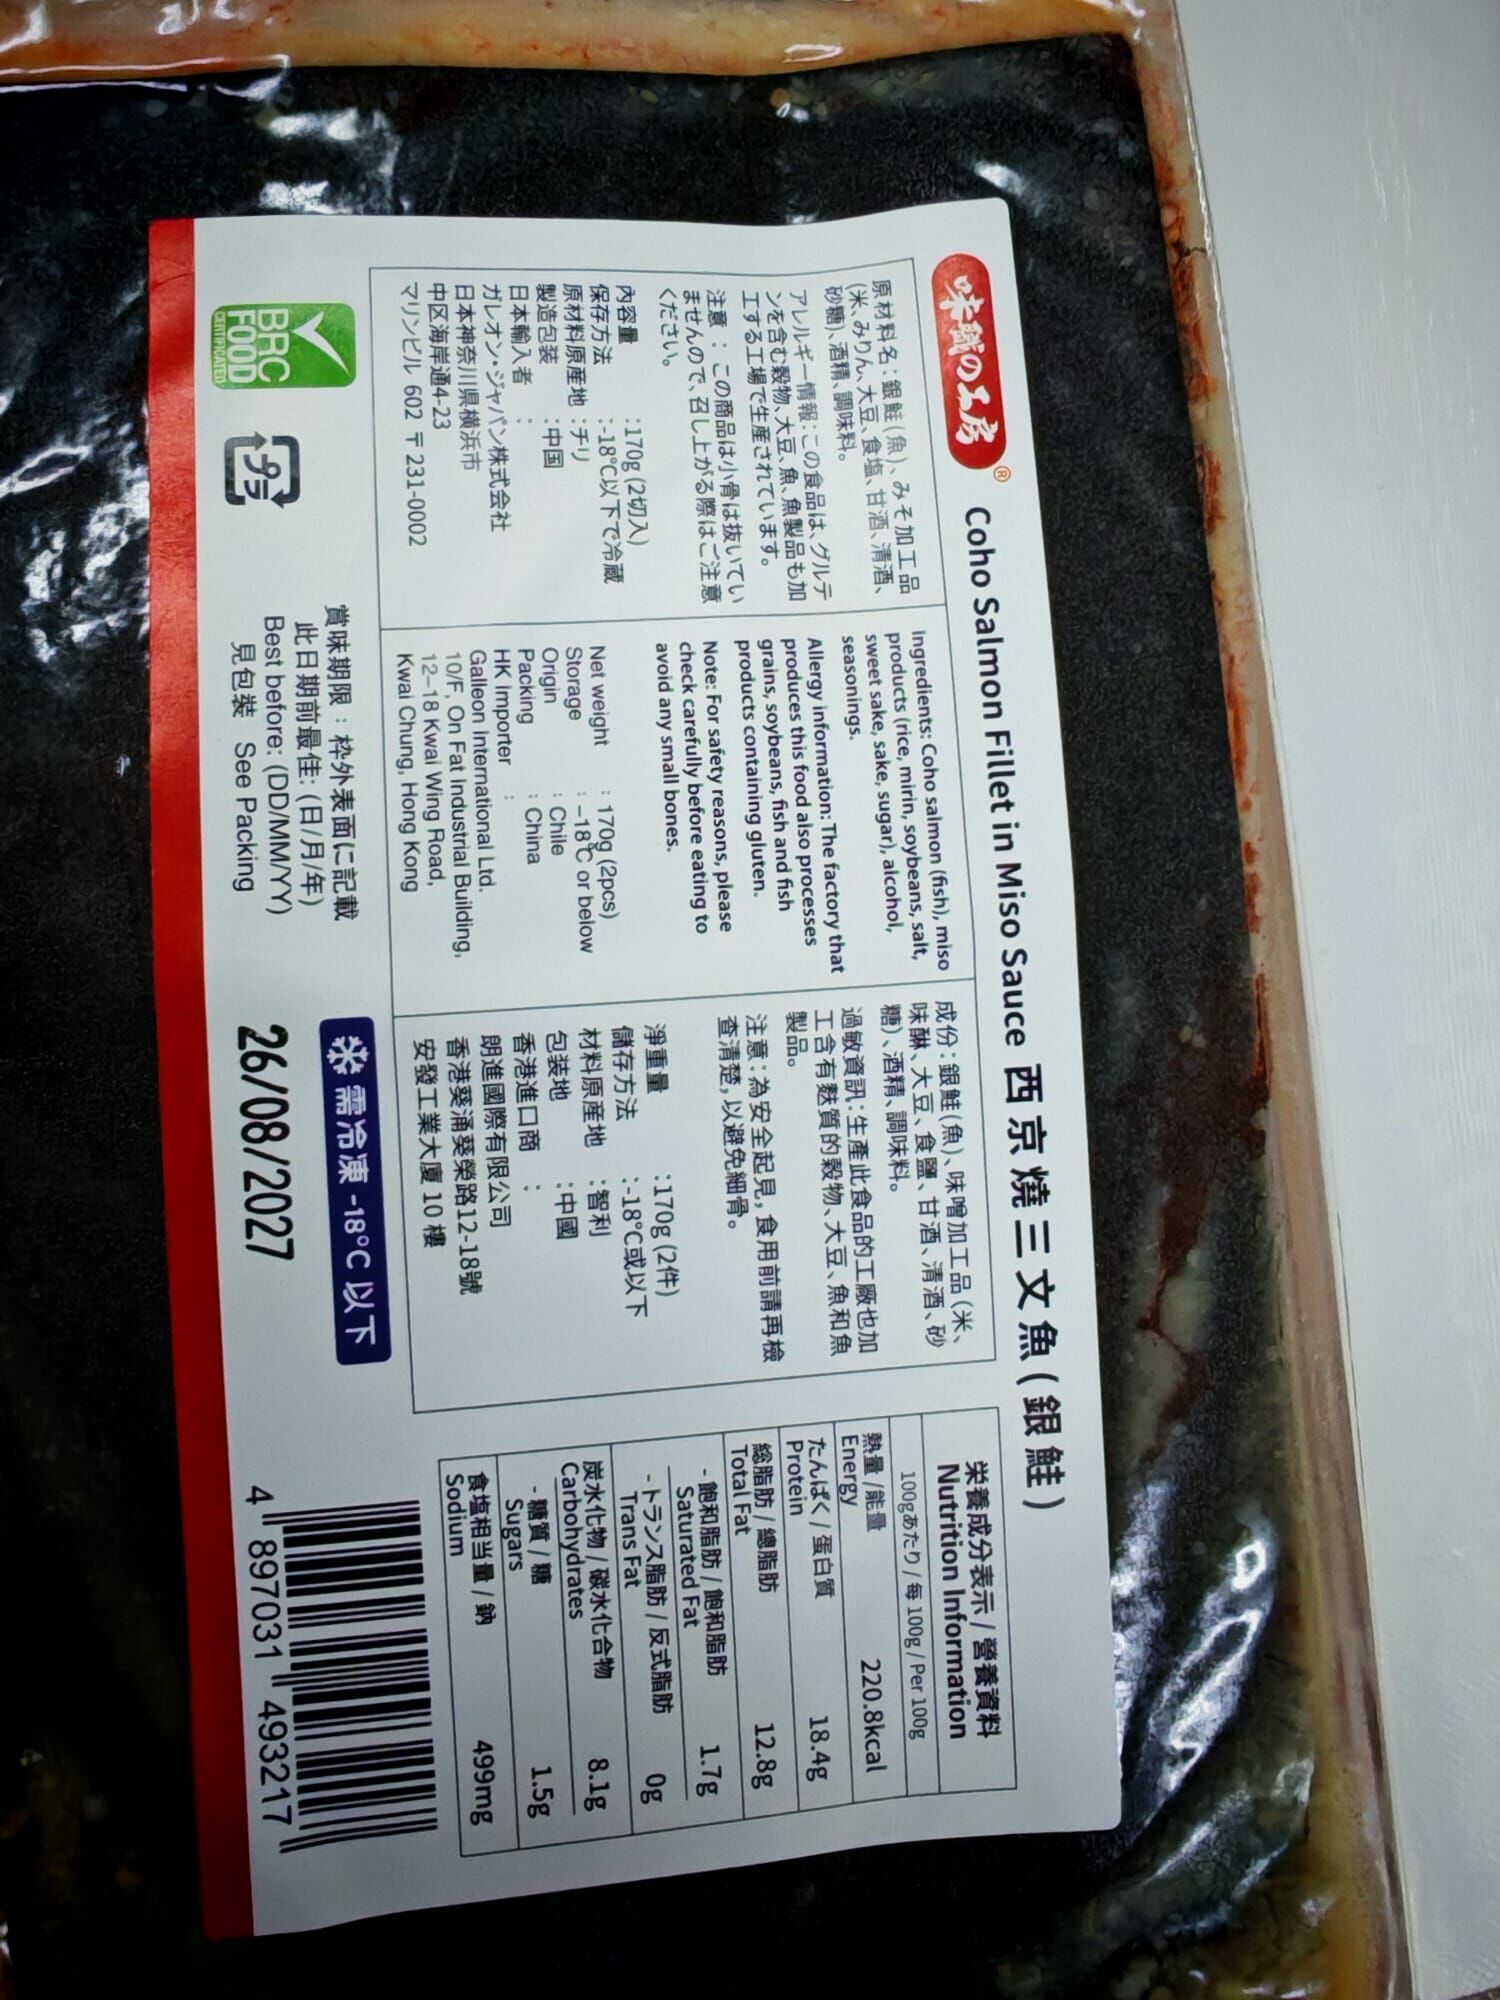 味職の工房®
Coho Salmon Fillet in Miso Sauce 西京燒三文魚(銀鮭)
原材料名:銀鮭(魚)、みそ加工品
(米、みりん、大豆、食塩、甘酒、清酒、
砂糖)、酒精、調味料。
アレルギー情報:この食品は、グルテ
ンを含む穀物、大豆、魚、魚製品も加
工する工場で生産されています。
注意 : この商品は小骨は抜いてい
ませんので、召し上がる際はご注意
ください。
内容量 :170g (2切入)
保存方法 :-18℃以下で冷蔵
原材料原産地 :チリ
製造包装 :中国
日本輸入者 :
ガレオン・ジャパン株式会社
日本神奈川県横浜市
中区海岸通4-23
マリンビル 602 〒231-0002
Ingredients: Coho salmon (fish), miso
products (rice, mirin, soybeans, salt,
sweet sake, sake, sugar), alcohol,
seasonings.
Allergy information: The factory that
produces this food also processes
grains, soybeans, fish and fish
products containing gluten.
Note: For safety reasons, please
check carefully before eating to
avoid any small bones.
Net weight : 170g (2pcs)
Storage : -18℃ or below
Origin : Chile
Packing : China
HK Importer :
Galleon International Ltd.
10/F, On Fat Industrial Building,
12-18 Kwai Wing Road,
Kwai Chung, Hong Kong
成份:銀鮭(魚)、味噌加工品(米、
味醂、大豆、食鹽、甘酒、清酒、砂
糖)、酒精、調味料。
過敏資訊:生產此食品的工廠也加
工含有麩質的穀物、大豆、魚和魚
製品。
注意:為安全起見,食用前請再檢
查清楚,以避免細骨。
淨重量 :170g (2件)
儲存方法 :-18℃或以下
材料原産地 :智利
包装地 :中國
香港進口商 :
朗進國際有限公司
香港葵涌葵榮路12-18號
安發工業大廈 10 樓
栄養成分表示 / 營養資料
Nutrition Information
100gあたり / 每 100g / Per 100g
熱量 / 能量 220.8kcal
Energy
たんぱく / 蛋白質 18.4g
Protein
総脂肪 / 總脂肪 12.8g
Total Fat
- 飽和脂肪 / 飽和脂肪 1.7g
Saturated Fat
- トランス脂肪 / 反式脂肪 0g
Trans Fat
炭水化物 / 碳水化合物 8.1g
Carbohydrates
- 糖質 / 糖 1.5g
Sugars
食塩相当量 / 鈉 499mg
Sodium
BRC
FOOD
CERTIFICATED
プラ
賞味期限 : 枠外表面に記載
此日期前最佳: (日/月/年)
Best before: (DD/MM/YY)
見包裝 See Packing
需冷凍 -18℃ 以下
26/08/2027
4 897031 493217